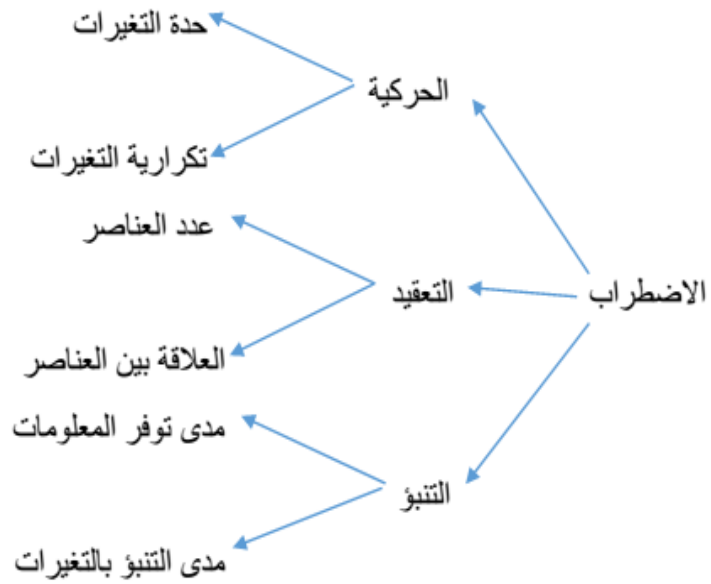 حدة التغيرات
الحركية
تكرارية التغيرات
عدد العناصر
الاضطراب
التعقيد
العلاقة بين العناصر
مدى توفر المعلومات
التنبؤ
مدى التنبؤ بالتغيرات